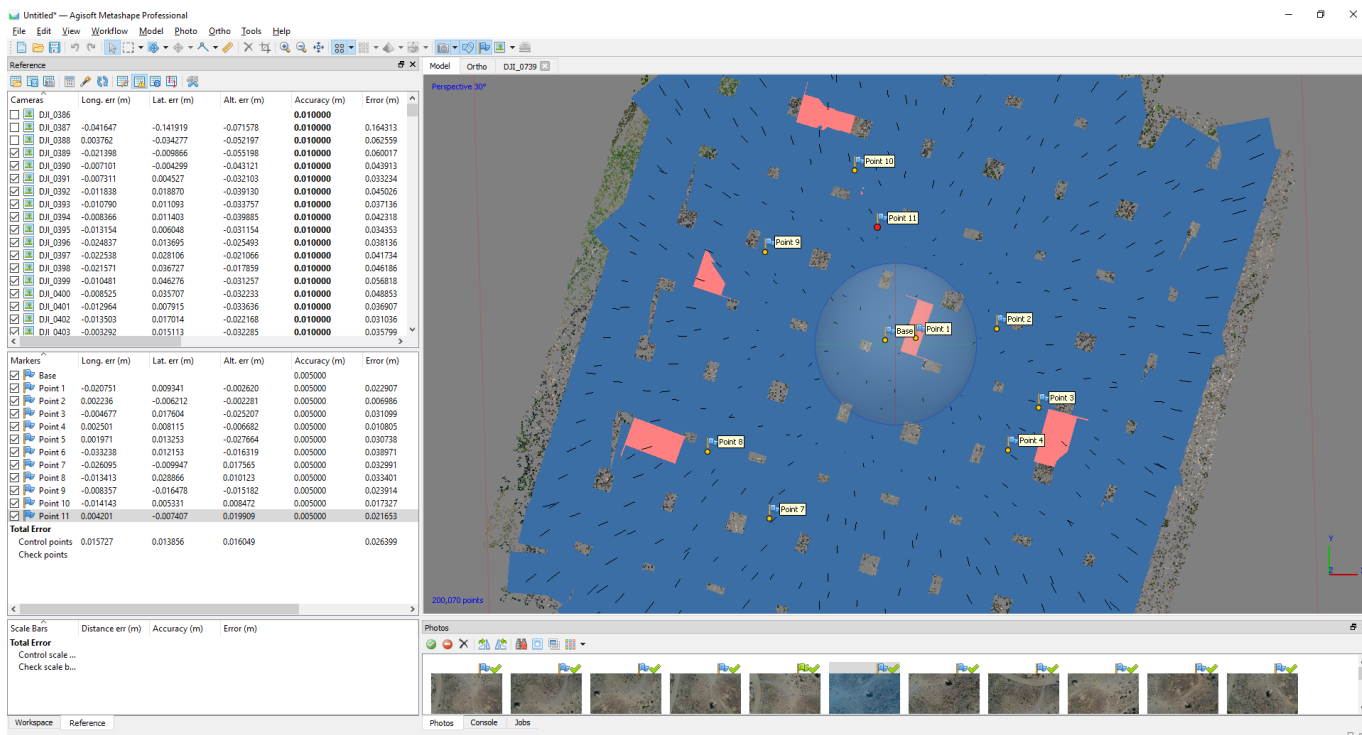 Untitled* — Agisoft Metashape Professional
File Edit View Workflow Model Photo Ortho Tools Help
Reference
Model Ortho DJI_0739
Cameras Long. err (m) Lat. err (m) Alt. err (m) Accuracy (m) Error (m)
DJI_0386 0.010000
DJI_0387 -0.041647 -0.141919 -0.071578 0.010000 0.164313
DJI_0388 0.003762 -0.034277 -0.052197 0.010000 0.062559
DJI_0389 -0.021398 -0.009866 -0.055198 0.010000 0.060017
DJI_0390 -0.007101 -0.004299 -0.043121 0.010000 0.043913
DJI_0391 -0.007311 0.004527 -0.032103 0.010000 0.033234
DJI_0392 -0.011838 0.018870 -0.039130 0.010000 0.045026
DJI_0393 -0.010790 0.011093 -0.033757 0.010000 0.037136
DJI_0394 -0.008366 0.011403 -0.039885 0.010000 0.042318
DJI_0395 -0.013154 0.006048 -0.031154 0.010000 0.034353
DJI_0396 -0.024837 0.013695 -0.025493 0.010000 0.038136
DJI_0397 -0.022538 0.028106 -0.021066 0.010000 0.041734
DJI_0398 -0.021571 0.036727 -0.017859 0.010000 0.046186
DJI_0399 -0.010481 0.046276 -0.031257 0.010000 0.056818
DJI_0400 -0.008525 0.035707 -0.032233 0.010000 0.048853
DJI_0401 -0.012964 0.007915 -0.033636 0.010000 0.036907
DJI_0402 -0.013503 0.017014 -0.022168 0.010000 0.031036
DJI_0403 -0.003292 0.015113 -0.032285 0.010000 0.035799
Markers Long. err (m) Lat. err (m) Alt. err (m) Accuracy (m) Error (m)
Base 0.005000
Point 1 -0.020751 0.009341 -0.002620 0.005000 0.022907
Point 2 0.002236 -0.006212 -0.002281 0.005000 0.006986
Point 3 -0.004677 0.017604 -0.025207 0.005000 0.031099
Point 4 0.002501 0.008115 -0.006682 0.005000 0.010805
Point 5 0.001971 0.013253 -0.027664 0.005000 0.030738
Point 6 -0.033238 0.012153 -0.016319 0.005000 0.038971
Point 7 -0.026095 -0.009947 0.017565 0.005000 0.032991
Point 8 -0.013413 0.028866 0.010123 0.005000 0.033401
Point 9 -0.008357 -0.016478 -0.015182 0.005000 0.023914
Point 10 -0.014143 0.005331 0.008472 0.005000 0.017327
Point 11 0.004201 -0.007407 0.019909 0.005000 0.021653
Total Error
Control points 0.015727 0.013856 0.016049 0.026399
Check points
Scale Bars Distance err (m) Accuracy (m) Error (m)
Total Error
Control scale ...
Check scale b...
Workspace Reference
Perspective 30°
Point 10
Point 11
Point 9
Point 2
Base
Point 1
Point 3
Point 4
Point 8
Point 7
Y
Z
200,070 points
Photos
Photos Console Jobs